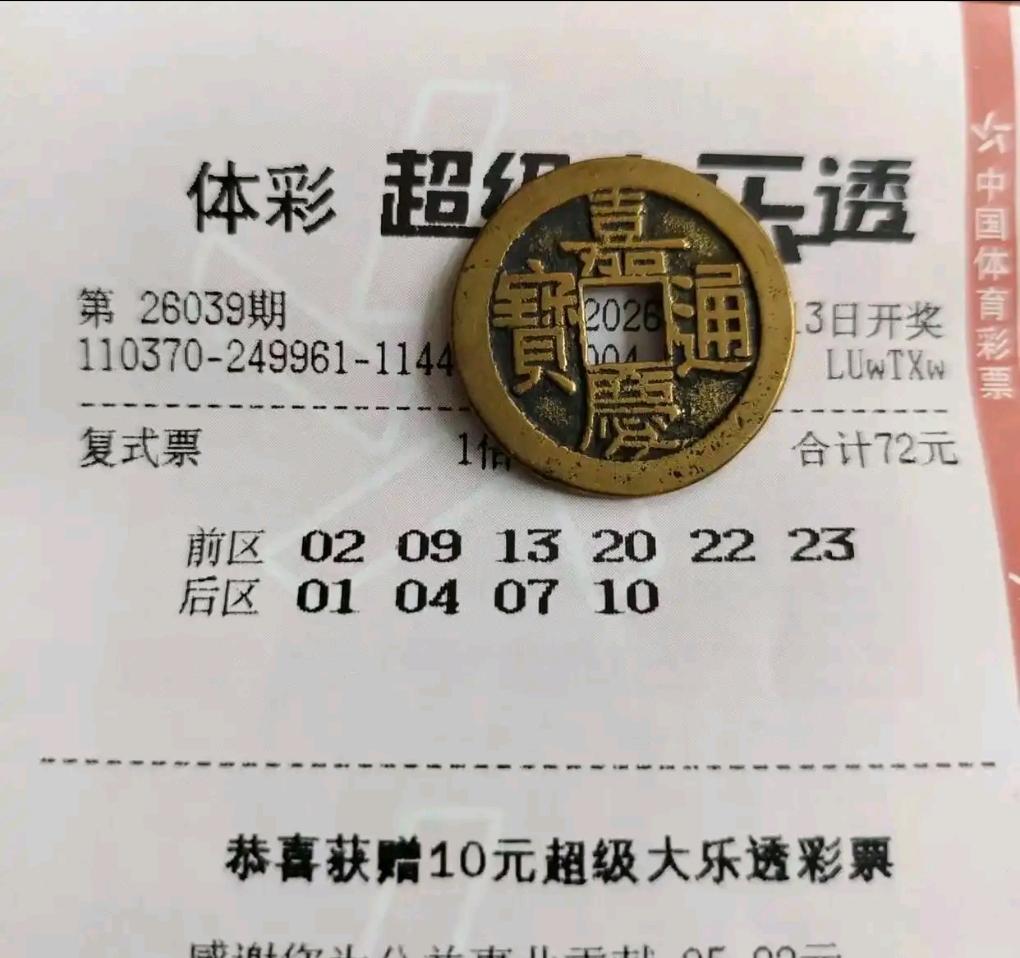 体彩 超级大乐透
第 26039期 2026 3日开奖
110370-249961-1144 004 LUwTXw
复式票 1倍 合计72元
前区 02 09 13 20 22 23
后区 01 04 07 10
恭喜获赠10元超级大乐透彩票
嘉慶通寶
中国体育彩票